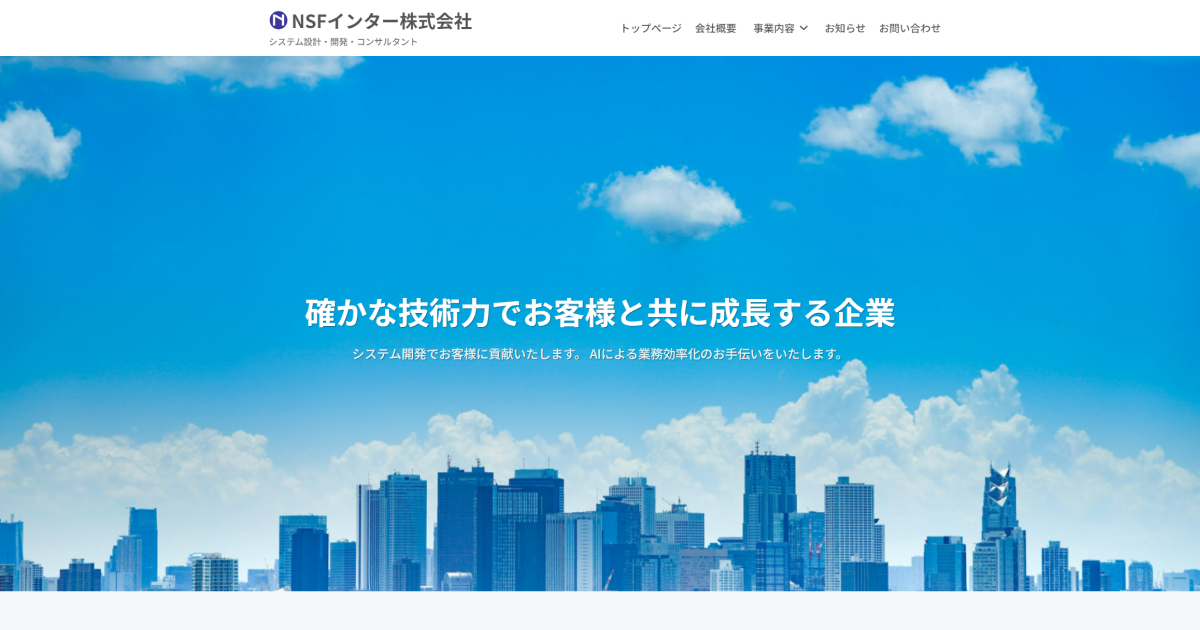 NSFインター株式会社
システム設計・開発・コンサルタント
トップページ 会社概要 事業内容 お知らせ お問い合わせ
確かな技術力でお客様と共に成長する企業
システム開発でお客様に貢献いたします。 AIによる業務効率化のお手伝いをいたします。